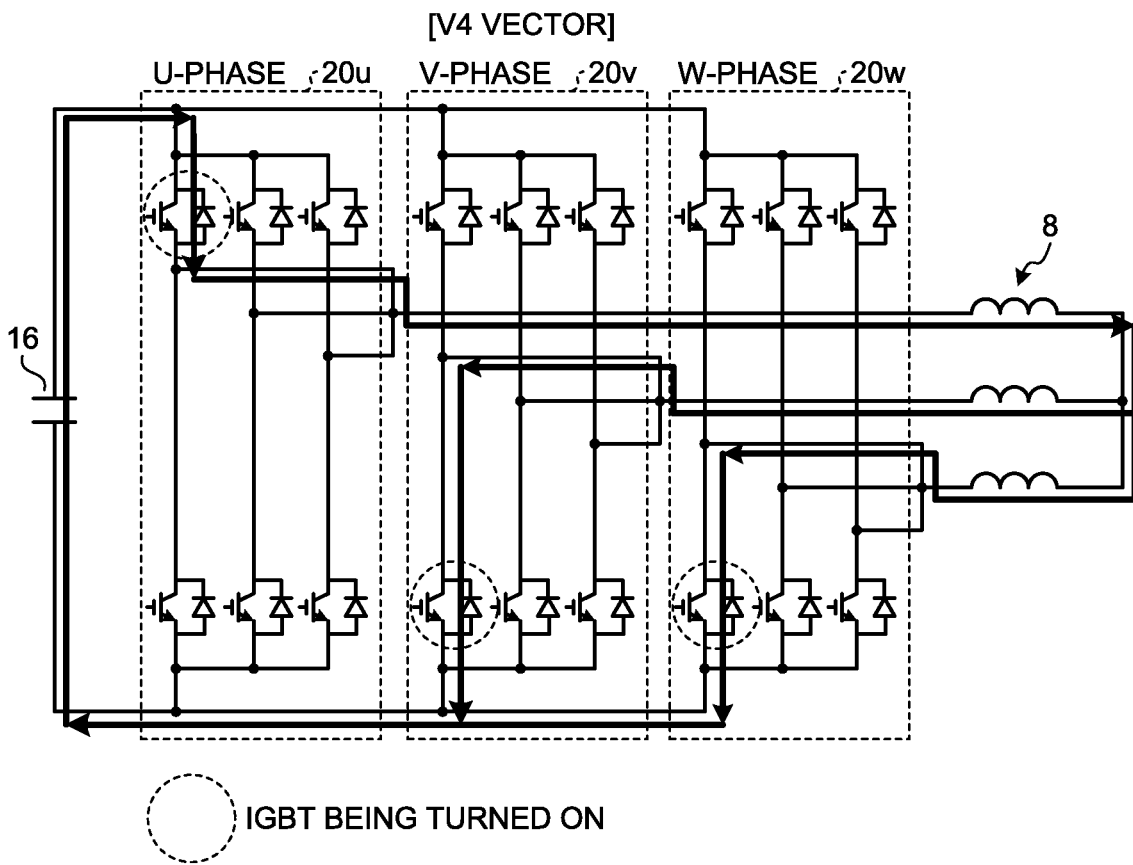 [V4 VECTOR]
U-PHASE 20u V-PHASE 20v W-PHASE 20w
8
16
IGBT BEING TURNED ON